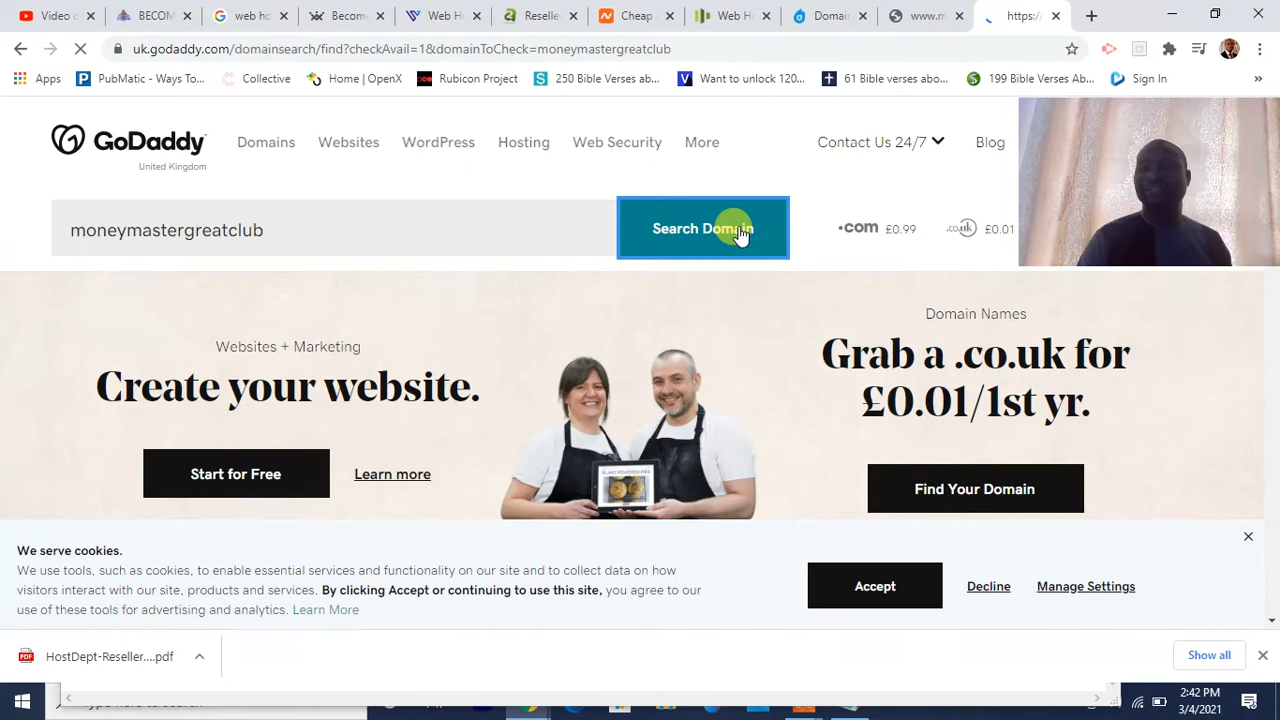 Video c
BECON
web ho
Become
Web H
Reselle
Cheap
Web H
Domain
www.m
https:/
uk.godaddy.com/domainsearch/find?checkAvail=1&domainToCheck=moneymastergreatclub
Apps
PubMatic - Ways To...
Collective
Home | OpenX
Rubicon Project
250 Bible Verses ab...
Want to unlock 120...
61 Bible verses abo...
199 Bible Verses Ab...
Sign In
»
GoDaddy
United Kingdom
Domains Websites WordPress Hosting Web Security More
Contact Us 24/7
Blog
moneymastergreatclub
Search Domain
.com £0.99
.co.uk £0.01
Websites + Marketing
Create your website.
Start for Free
Learn more
Domain Names
Grab a .co.uk for
£0.01/1st yr.
Find Your Domain
We serve cookies.
We use tools, such as cookies, to enable essential services and functionality on our site and to collect data on how
visitors interact with our site, products and services. By clicking Accept or continuing to use this site, you agree to our
use of these tools for advertising and analytics. Learn More
Accept
Decline
Manage Settings
HostDept-Reseller....pdf
Show all
2:42 PM
3/4/2021